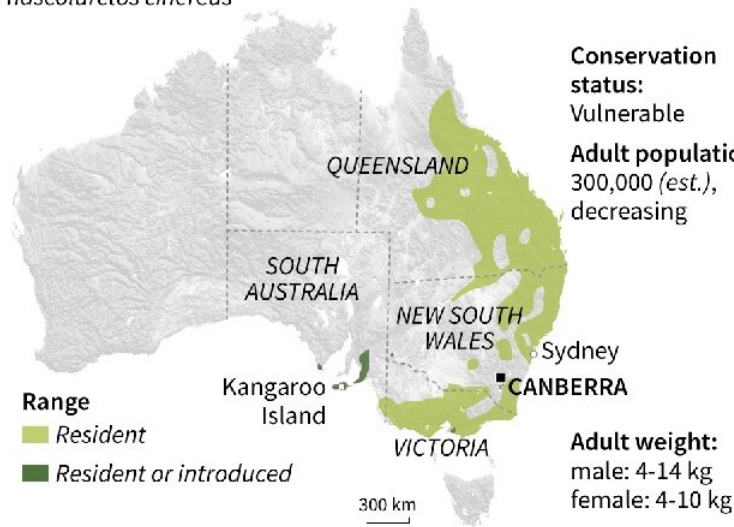 Conservation
status:
Vulnerable
Adult
300,000 (est.),
decreasing
QUEENSLAND
SOUTH
AUSTRALIA
NEW SOUTH
WALES
Sydney
CANBERRA
Kangaroo
Island
VICTORIA
Range
Resident
Resident or introduced
300 km
Adult weight:
male: 4-14 kg
female: 4-10 kg